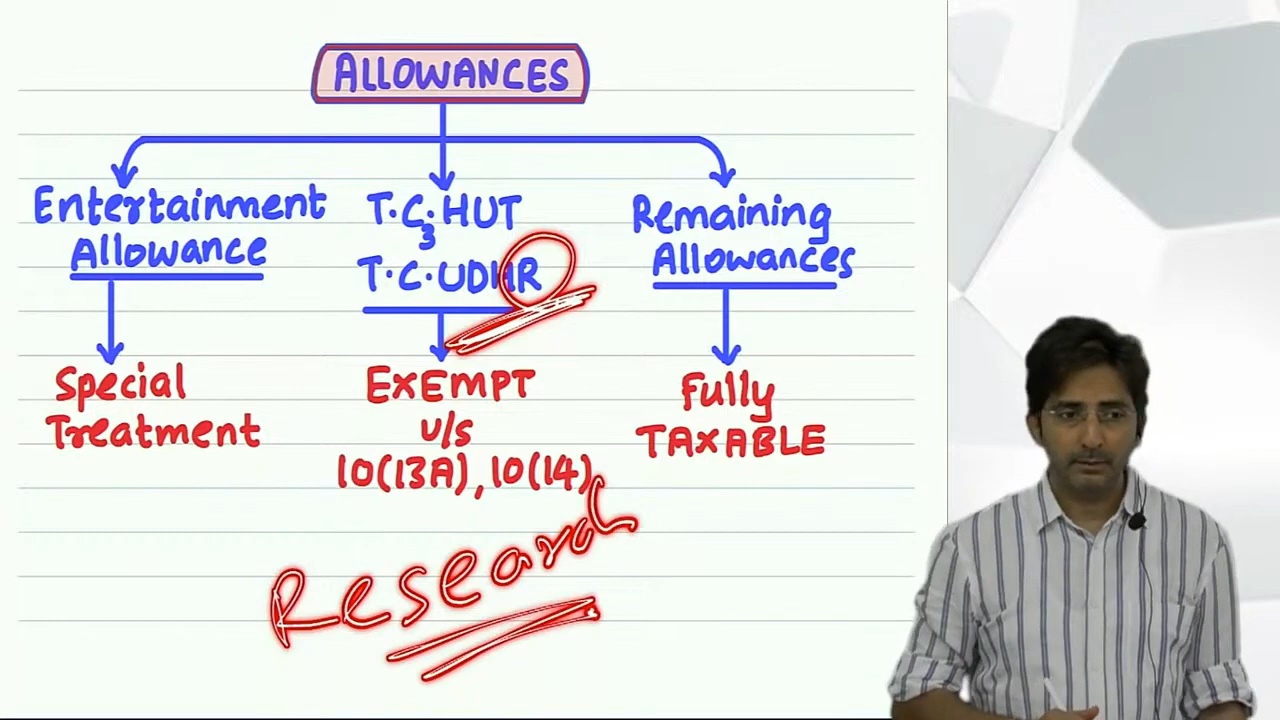 ALLOWANCES
Entertainment
Allowance
T.C3.HUT
T.C.UDHR
Remaining
Allowances
Special
Treatment
EXEMPT
u/s
10(13A), 10(14)
Fully
TAXABLE
Research